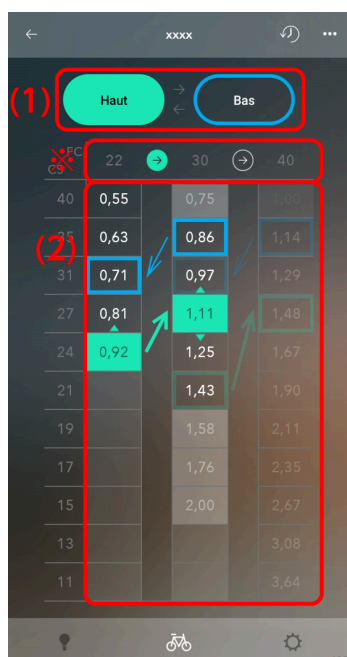 xxxx
(1) Haut Bas
※ FC
CS 22 30 40
40 0,55 0,75 1,00
35 0,63 0,86 1,14
(2)
31 0,71 0,97 1,29
27 0,81 1,11 1,48
24 0,92 1,25 1,67
21 1,43 1,90
19 1,58 2,11
17 1,76 2,35
15 2,00 2,67
13 3,08
11 3,64